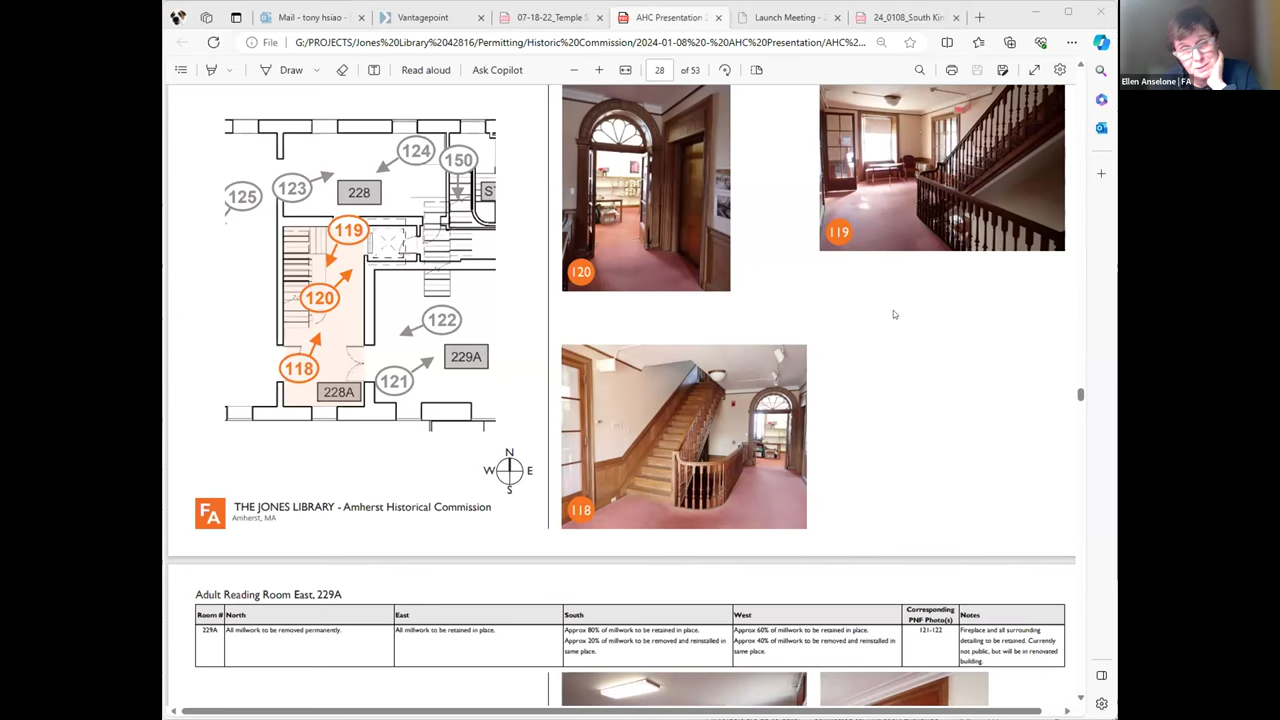 Mail - tony hsiao -
Vantagepoint
07-18-22_Temple S
AHC Presentation 2
Launch Meeting - 2
24_0108_South Kin
File
G:/PROJECTS/Jones%20Library%2042816/Permitting/Historic%20Commission/2024-01-08%20-%20AHC%20Presentation/AHC%...
Draw
Read aloud
Ask Copilot
28 of 53
Ellen Anselone | FA
124
150
123
125
228
ST
119
120
122
118
229A
121
228A
N
W E
S
120
119
118
FA
THE JONES LIBRARY - Amherst Historical Commission
Amherst, MA
Adult Reading Room East, 229A
Room # North East South West Corresponding PNF Photo(s) Notes
229A All millwork to be removed permanently. All millwork to be retained in place. Approx 80% of millwork to be retained in place. Approx 60% of millwork to be retained in place. 121-122 Fireplace and all surrounding
Approx 20% of millwork to be removed and reinstalled in Approx 40% of millwork to be removed and reinstalled in detailing to be retained. Currently
same place. same place. not public, but will be in renovated
building.